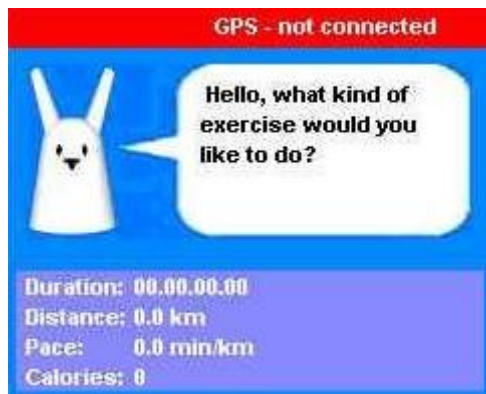 GPS - not connected
Hello, what kind of
exercise would you
like to do?
Duration: 00.00.00.00
Distance: 0.0 km
Pace: 0.0 min/km
Calories: 0